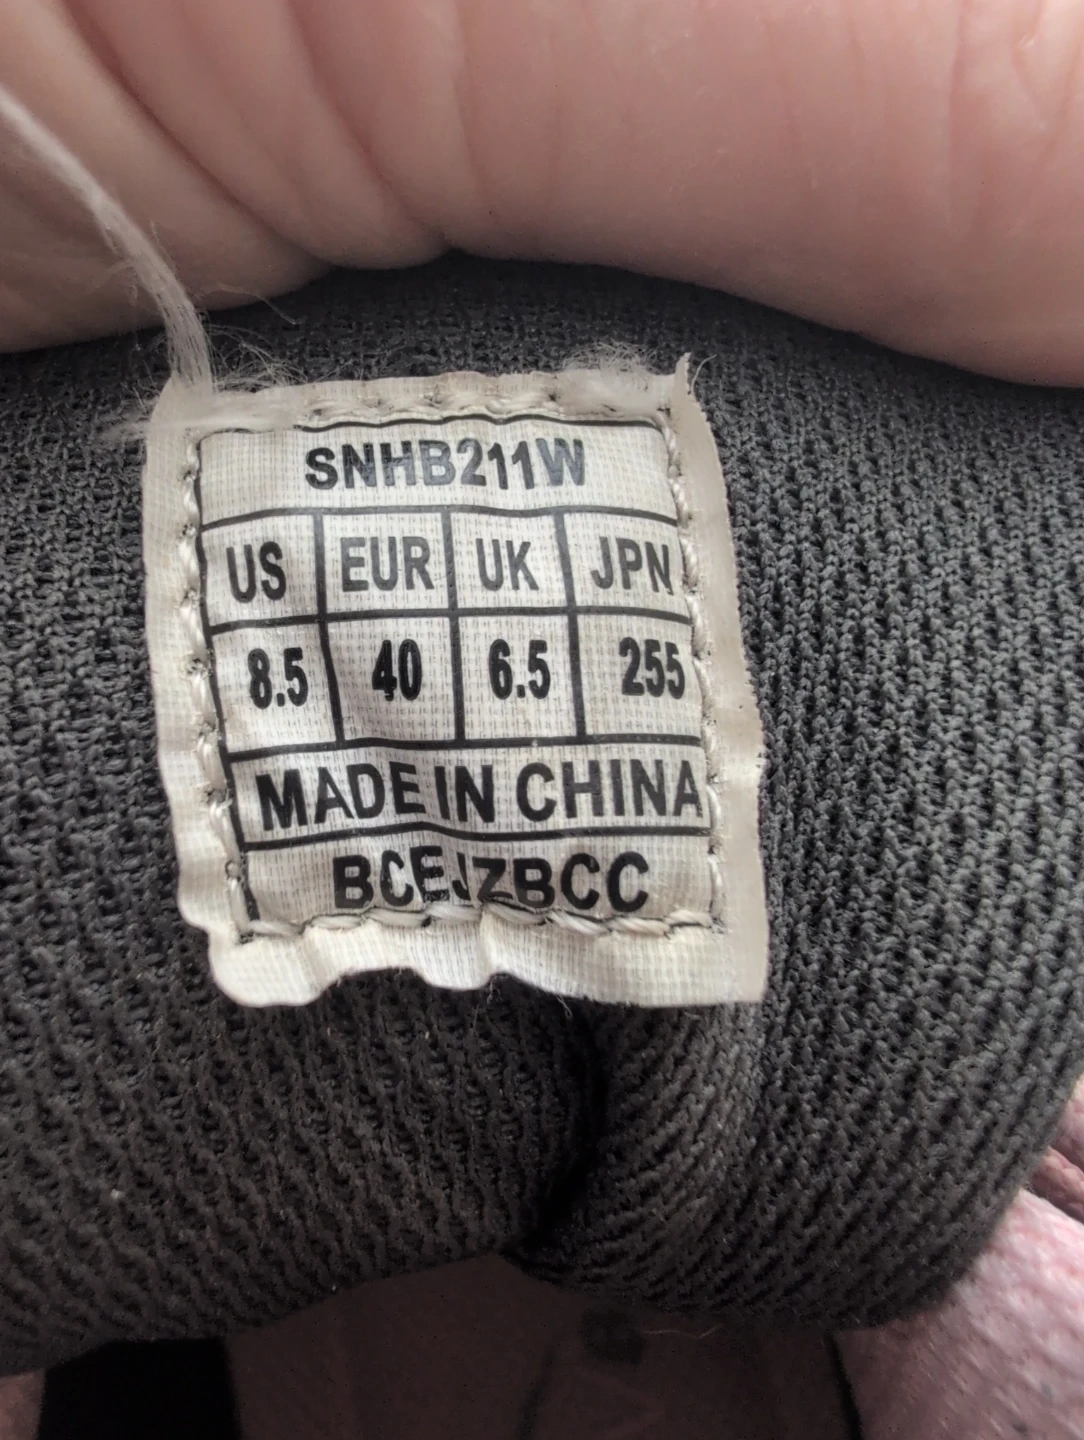 SNHB211W
US EUR UK JPN
8.5 40 6.5 255
MADE IN CHINA
BCEJZBCC